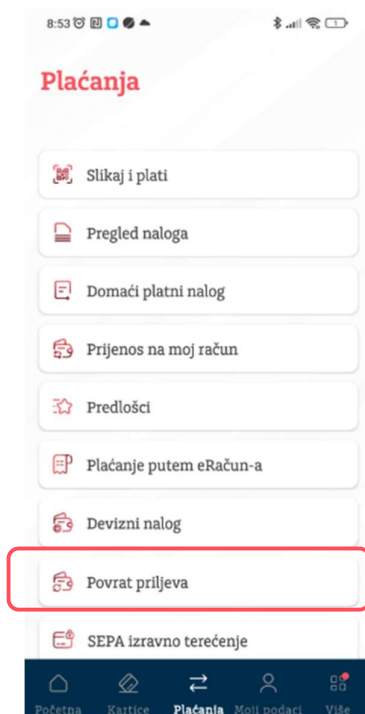 8:53
Plaćanja
Slikaj i plati
Pregled naloga
Domaći platni nalog
Prijenos na moj račun
Predlošci
Plaćanje putem eRačun-a
Devizni nalog
Povrat priljeva
SEPA izravno terećenje
Početna Kartice Plaćanja Moji podaci Više